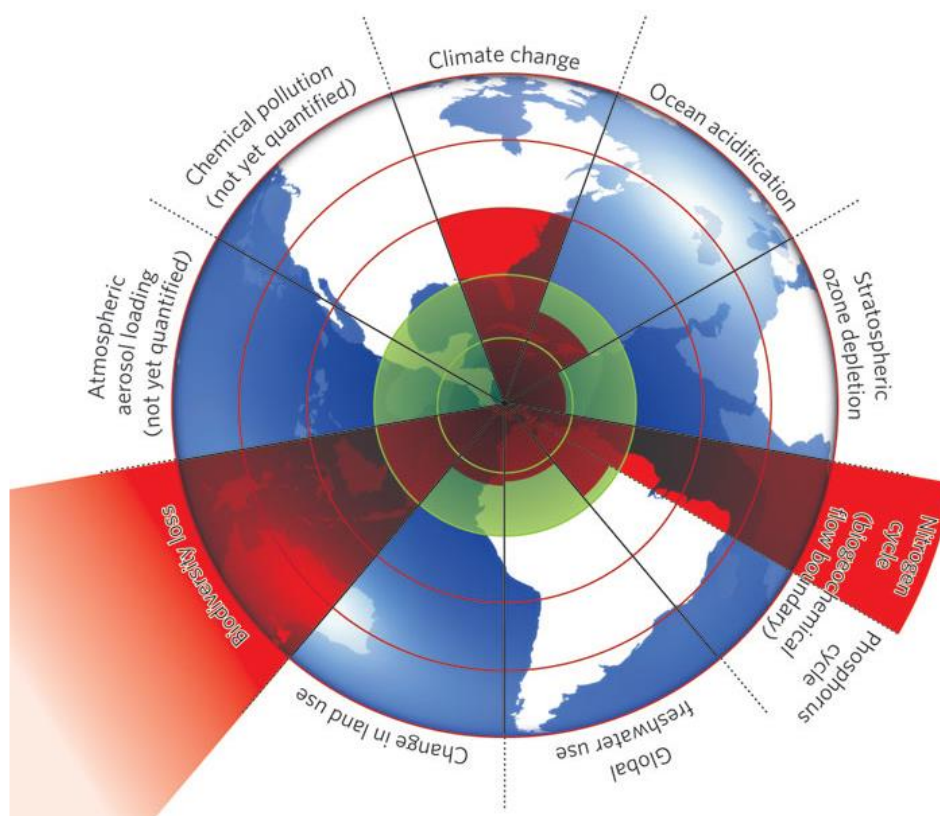 Climate change
Ocean acidification
Stratospheric
ozone depletion
Nitrogen
cycle
(biogeochemical
flow boundary)
Phosphorus
cycle
Global
freshwater use
Change in land use
Biodiversity loss
Atmospheric
aerosol loading
(not yet quantified)
Chemical pollution
(not yet quantified)